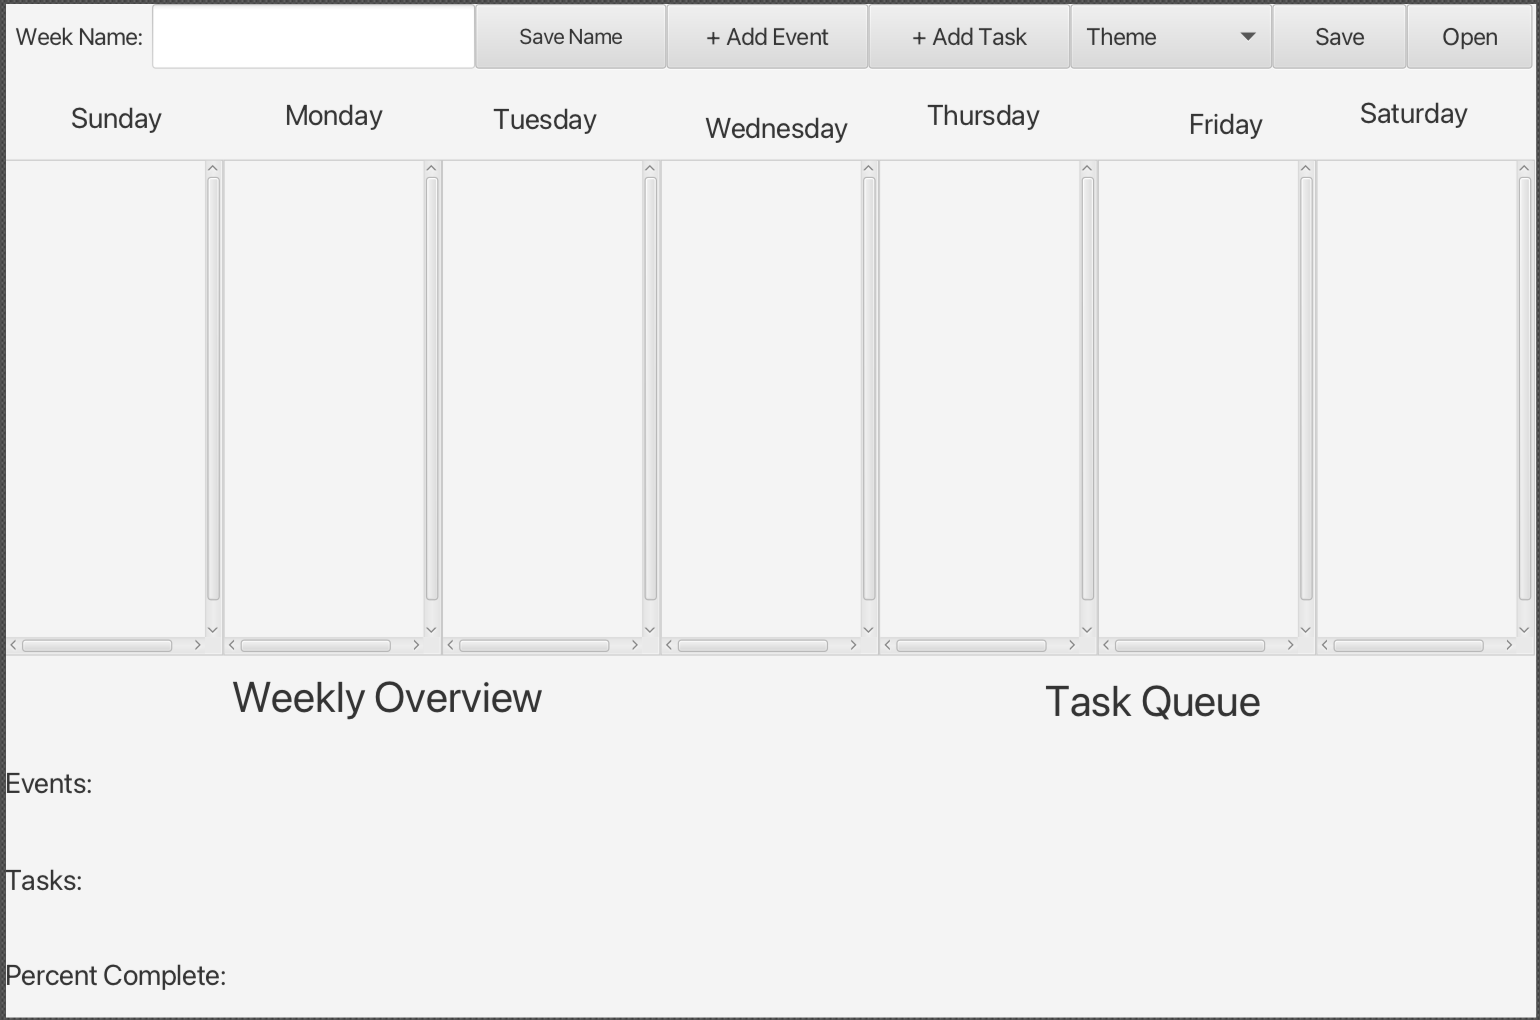 Week Name: Save Name + Add Event + Add Task Theme Save Open
Sunday Monday Tuesday Wednesday Thursday Friday Saturday
Weekly Overview Task Queue
Events:
Tasks:
Percent Complete: